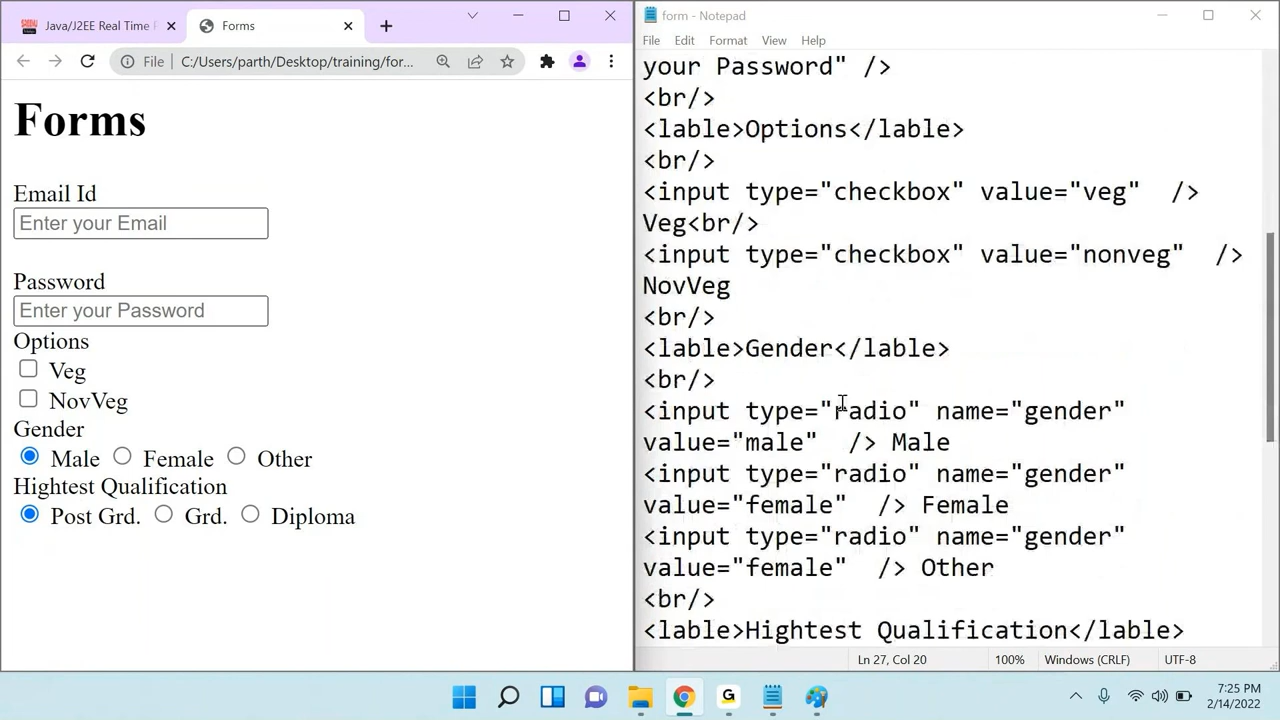 Java/J2EE Real Time
Forms
File
C:/Users/parth/Desktop/training/for...
Forms
Email Id
Enter your Email
Password
Enter your Password
Options
Veg
NovVeg
Gender
Male Female Other
Hightest Qualification
Post Grd. Grd. Diploma
form - Notepad
File Edit Format View Help
your Password" />
<br/>
<lable>Options</lable>
<br/>
<input type="checkbox" value="veg" />
Veg<br/>
<input type="checkbox" value="nonveg" />
NovVeg
<br/>
<lable>Gender</lable>
<br/>
<input type="radio" name="gender"
value="male" /> Male
<input type="radio" name="gender"
value="female" /> Female
<input type="radio" name="gender"
value="female" /> Other
<br/>
<lable>Hightest Qualification</lable>
Ln 27, Col 20 100% Windows (CRLF) UTF-8
G
7:25 PM
2/14/2022